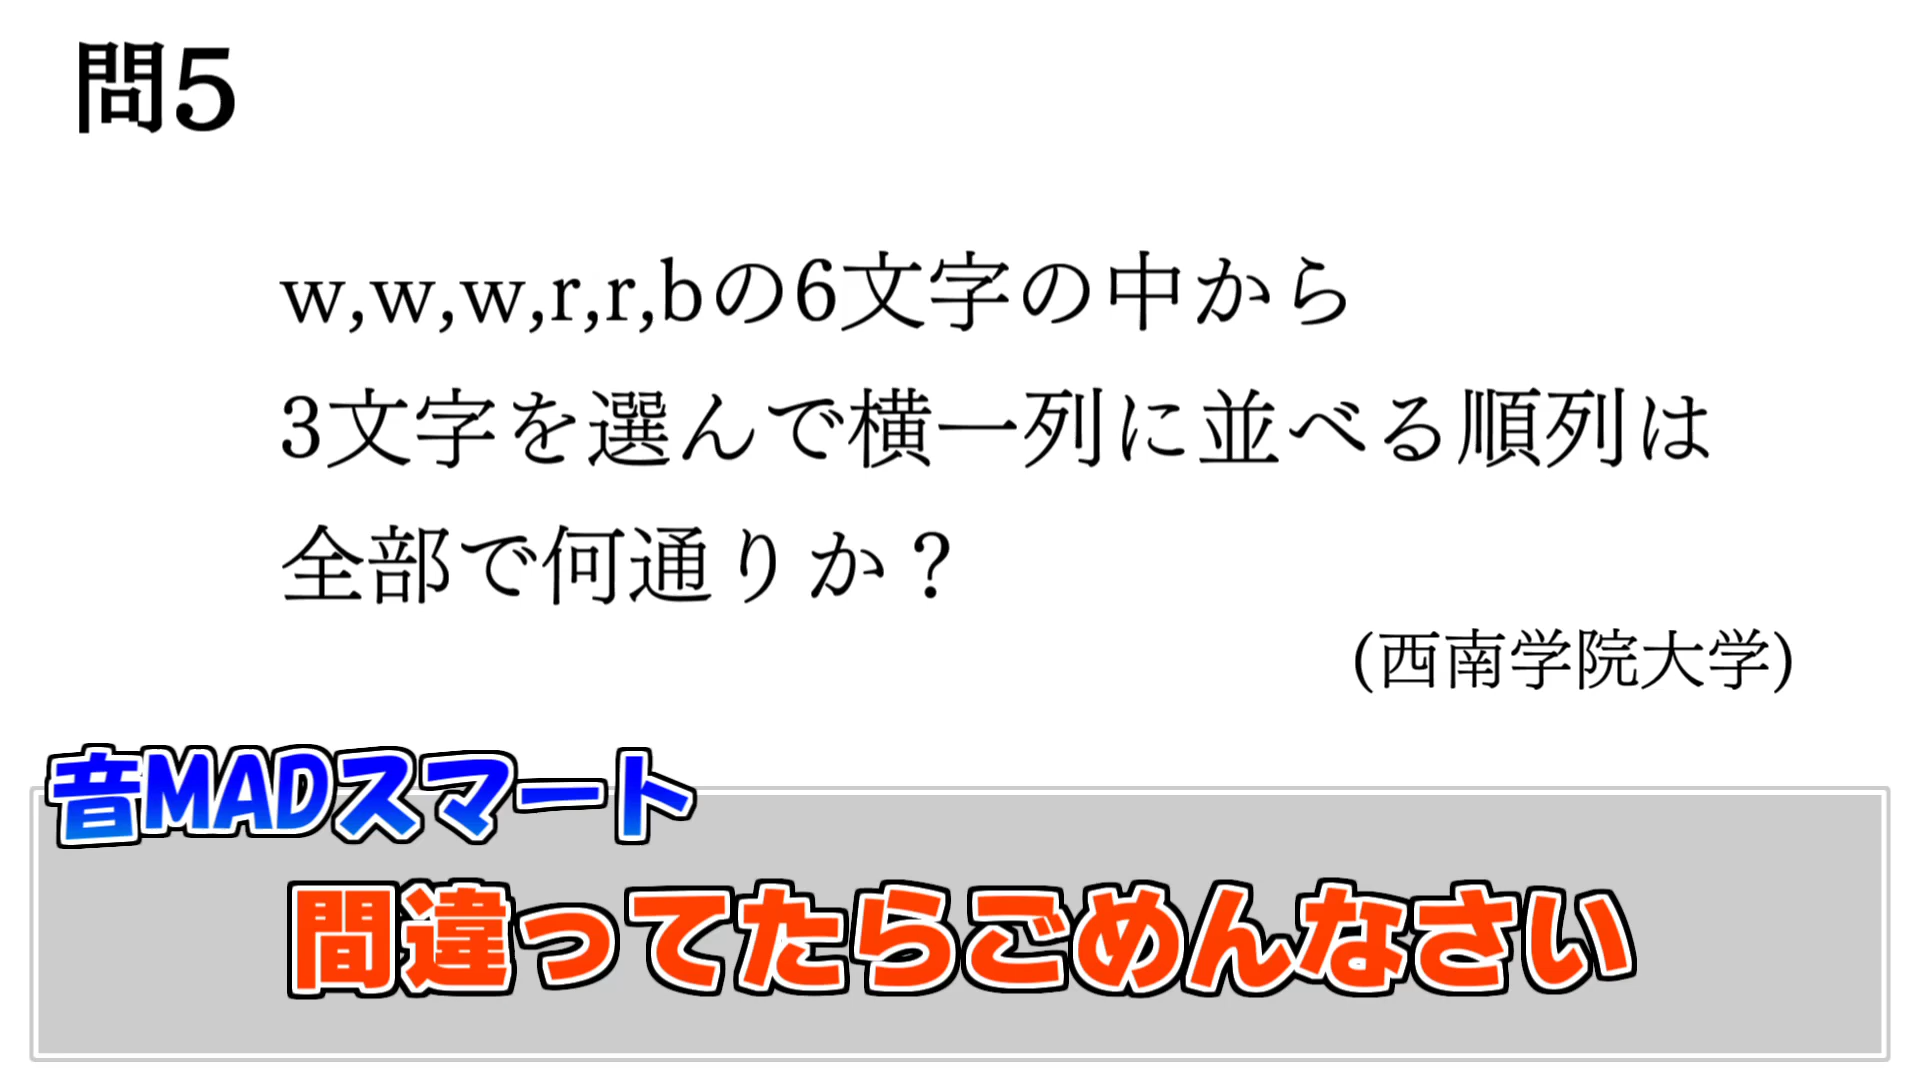 問5
w,w,w,r,r,bの6文字の中から
3文字を選んで横一列に並べる順列は
全部で何通りか?
(西南学院大学)
音MADスマート
間違ってたらごめんなさい